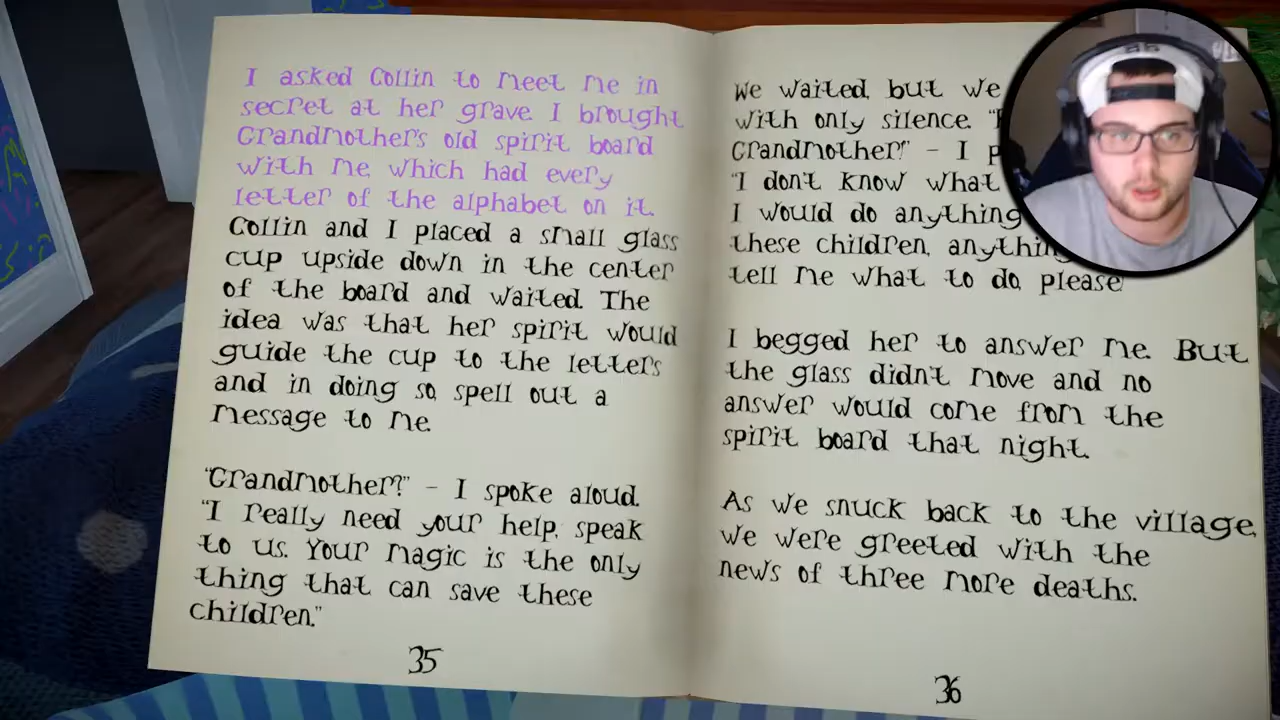 I asked Collin to meet me in
secret at her grave. I brought
Grandmother's old spirit board
with me, which had every
letter of the alphabet on it.
Collin and I placed a small glass
cup upside down in the center
of the board and waited. The
idea was that her spirit would
guide the cup to the letters
and in doing so, spell out a
message to me.
"Grandmother?" - I spoke aloud.
"I really need your help, speak
to us. Your magic is the only
thing that can save these
children."
35
We waited, but we
with only silence.
Grandmother!" - I
"I don't know what
I would do anything
these children,
tell me what to do, please
I begged her to answer me. But
the glass didn't move and no
answer would come from the
spirit board that night.
As we snuck back to the village,
we were greeted with the
news of three more deaths.
36